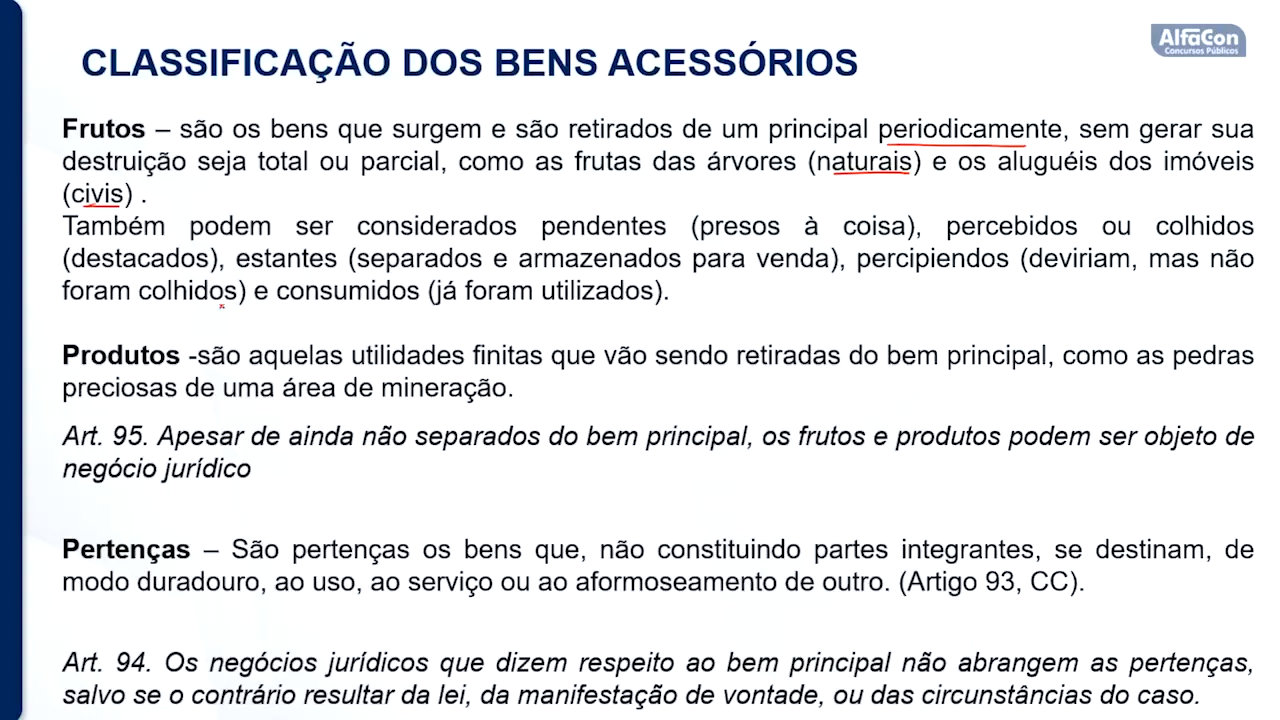 AlfaCon
Concursos Públicos
CLASSIFICAÇÃO DOS BENS ACESSÓRIOS
Frutos – são os bens que surgem e são retirados de um principal periodicamente, sem gerar sua
destruição seja total ou parcial, como as frutas das árvores (naturais) e os aluguéis dos imóveis
(civis) .
Também podem ser considerados pendentes (presos à coisa), percebidos ou colhidos
(destacados), estantes (separados e armazenados para venda), percipiendos (deviriam, mas não
foram colhidos) e consumidos (já foram utilizados).
Produtos -são aquelas utilidades finitas que vão sendo retiradas do bem principal, como as pedras
preciosas de uma área de mineração.
Art. 95. Apesar de ainda não separados do bem principal, os frutos e produtos podem ser objeto de
negócio jurídico
Pertenças – São pertenças os bens que, não constituindo partes integrantes, se destinam, de
modo duradouro, ao uso, ao serviço ou ao aformoseamento de outro. (Artigo 93, CC).
Art. 94. Os negócios jurídicos que dizem respeito ao bem principal não abrangem as pertenças,
salvo se o contrário resultar da lei, da manifestação de vontade, ou das circunstâncias do caso.